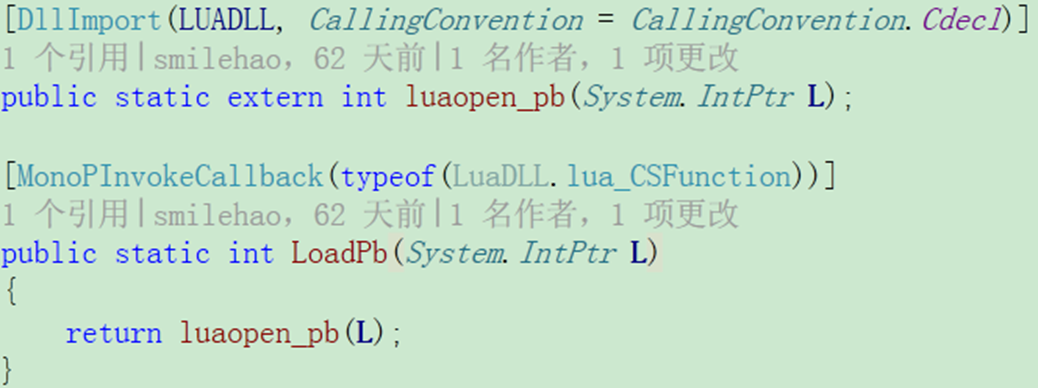 [DllImport(LUADLL, CallingConvention = CallingConvention.Cdecl)]
1 个引用|smilehao，62 天前|1 名作者，1 项更改
public static extern int luaopen_pb(System.IntPtr L);
[MonoPInvokeCallback(typeof(LuaDLL.lua_CSFunction))]
1 个引用|smilehao，62 天前|1 名作者，1 项更改
public static int LoadPb(System.IntPtr L)
{
return luaopen_pb(L);
}